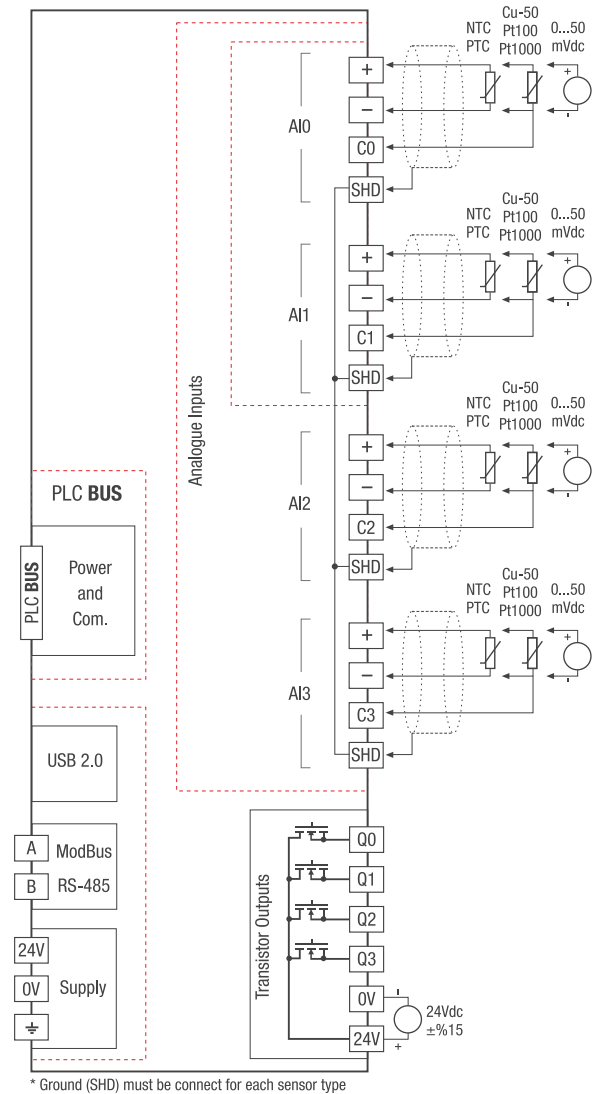 Cu-50
NTC Pt100 0...50
PTC Pt1000 mVdc
+
−
C0
SHD
AI0
+
-
Cu-50
NTC Pt100 0...50
PTC Pt1000 mVdc
+
−
C1
SHD
AI1
+
-
Analogue Inputs
Cu-50
NTC Pt100 0...50
PTC Pt1000 mVdc
+
−
C2
SHD
AI2
+
-
PLC BUS
PLC BUS
Power
and
Com.
Cu-50
NTC Pt100 0...50
PTC Pt1000 mVdc
+
−
C3
SHD
AI3
+
-
USB 2.0
A
B
ModBus
RS-485
24V
0V
Supply
Transistor Outputs
Q0
Q1
Q2
Q3
0V
24V
-
+
24Vdc
±%15
* Ground (SHD) must be connect for each sensor type